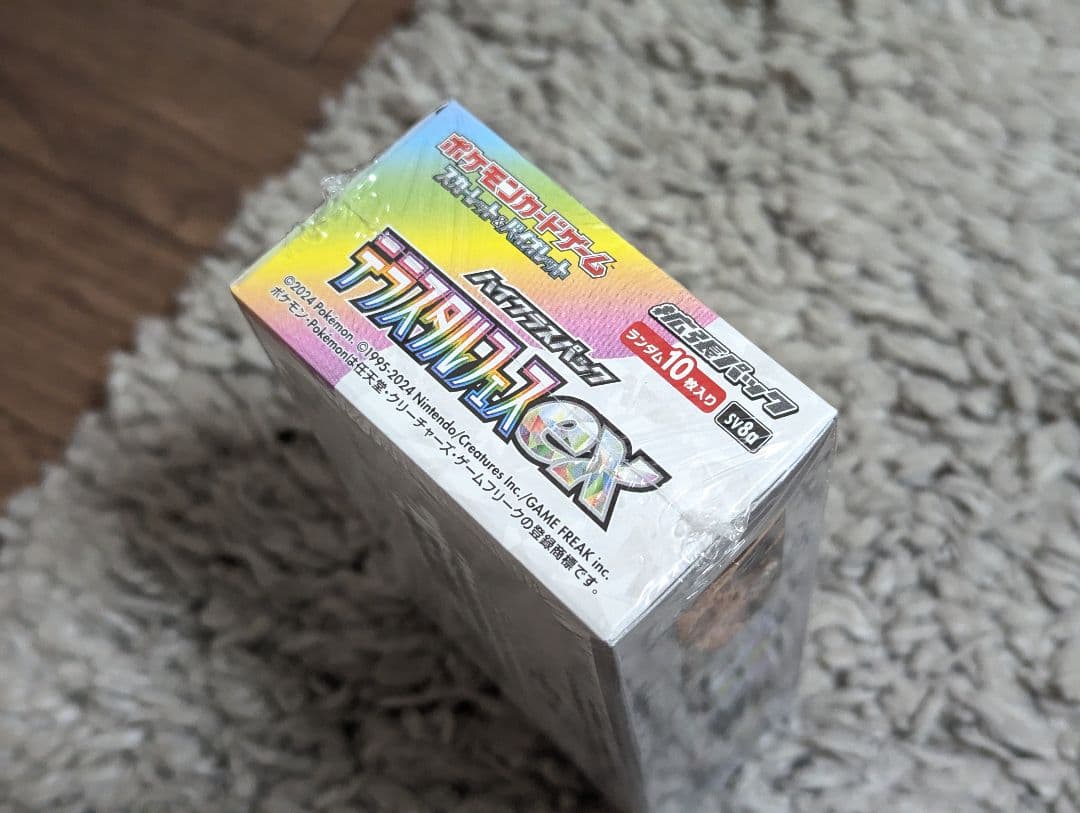 ポケモンカードゲーム
スカーレット&バイオレット
拡張パック
ランダム10枚入り
sv8a
ハイクラスパック
テラスタルフェスex
©2024 Pokémon. ©1995-2024 Nintendo/Creatures Inc./GAME FREAK inc.
ポケモン・Pokémonは任天堂・クリーチャーズ・ゲームフリークの登録商標です。